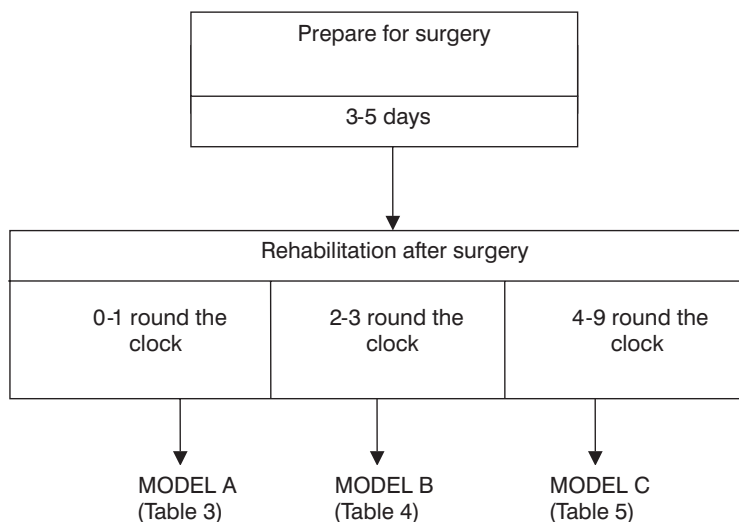 Prepare for surgery
3-5 days
Rehabilitation after surgery
0-1 round the
clock
2-3 round the
clock
4-9 round the
clock
MODEL A
(Table 3)
MODEL B
(Table 4)
MODEL C
(Table 5)